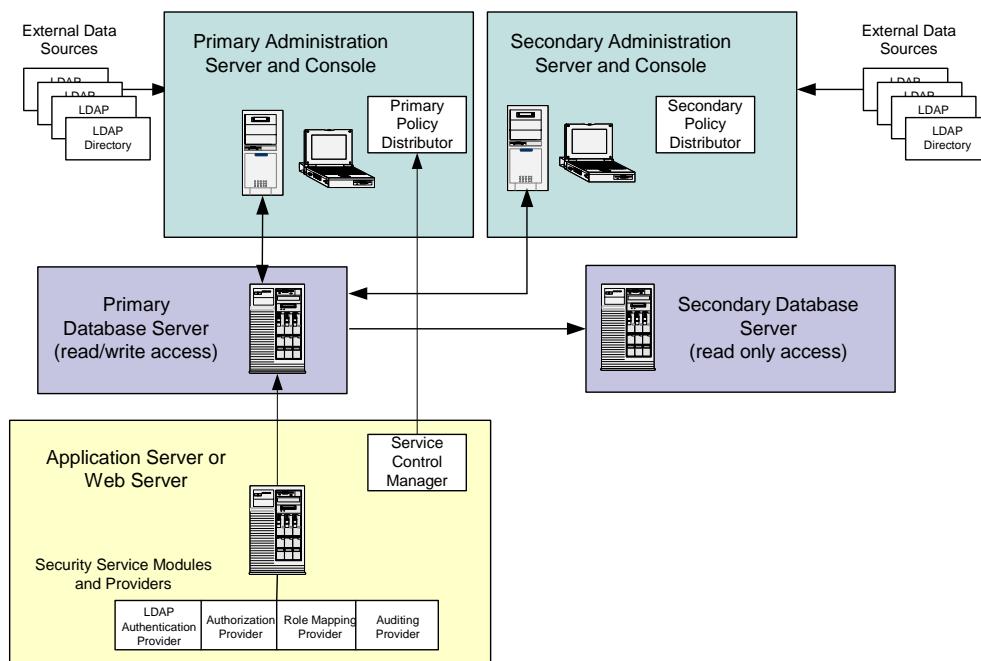 External Data
Sources
LDAP
LDAP
LDAP
LDAP
Directory
Primary Administration
Server and Console
Primary
Policy
Distributor
Secondary Administration
Server and Console
Secondary
Policy
Distributor
External Data
Sources
LDAP
LDAP
LDAP
LDAP
Directory
Primary
Database Server
(read/write access)
Secondary Database
Server
(read only access)
Application Server or
Web Server
Service
Control
Manager
Security Service Modules
and Providers
LDAP
Authentication
Provider
Authorization
Provider
Role Mapping
Provider
Auditing
Provider